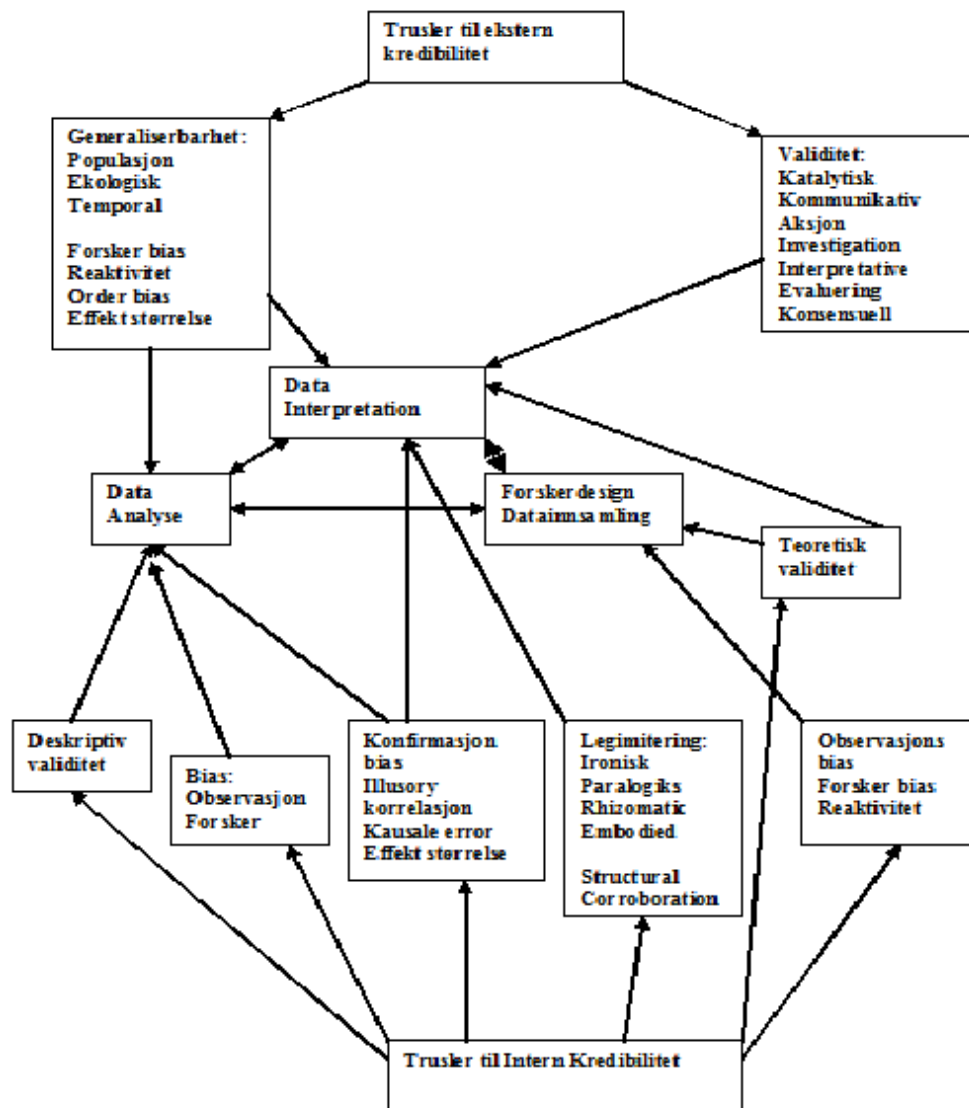 Trusler til ekstern
kredibilitet
Generaliserbarhet:
Populasjon
Ekologisk
Temporal
Forsker bias
Reaktivitet
Order bias
Effekt størrelse
Validitet:
Katalytisk
Kommunikativ
Aksjon
Investigation
Interpretative
Evaluering
Konsensuell
Data
Interpretation
Data
Analyse
Forskerdesign
Datainnsamling
Teoretisk
validitet
Deskriptiv
validitet
Bias:
Observasjon
Forsker
Konfirmasjon
bias
Illusory
korrelasjon
Kausale error
Effekt størrelse
Legimitering:
Ironisk
Paralogiks
Rhizomatic
Embodied
Structural
Corroboration
Observasjons
bias
Forsker bias
Reaktivitet
Trusler til Intern Kredibilitet